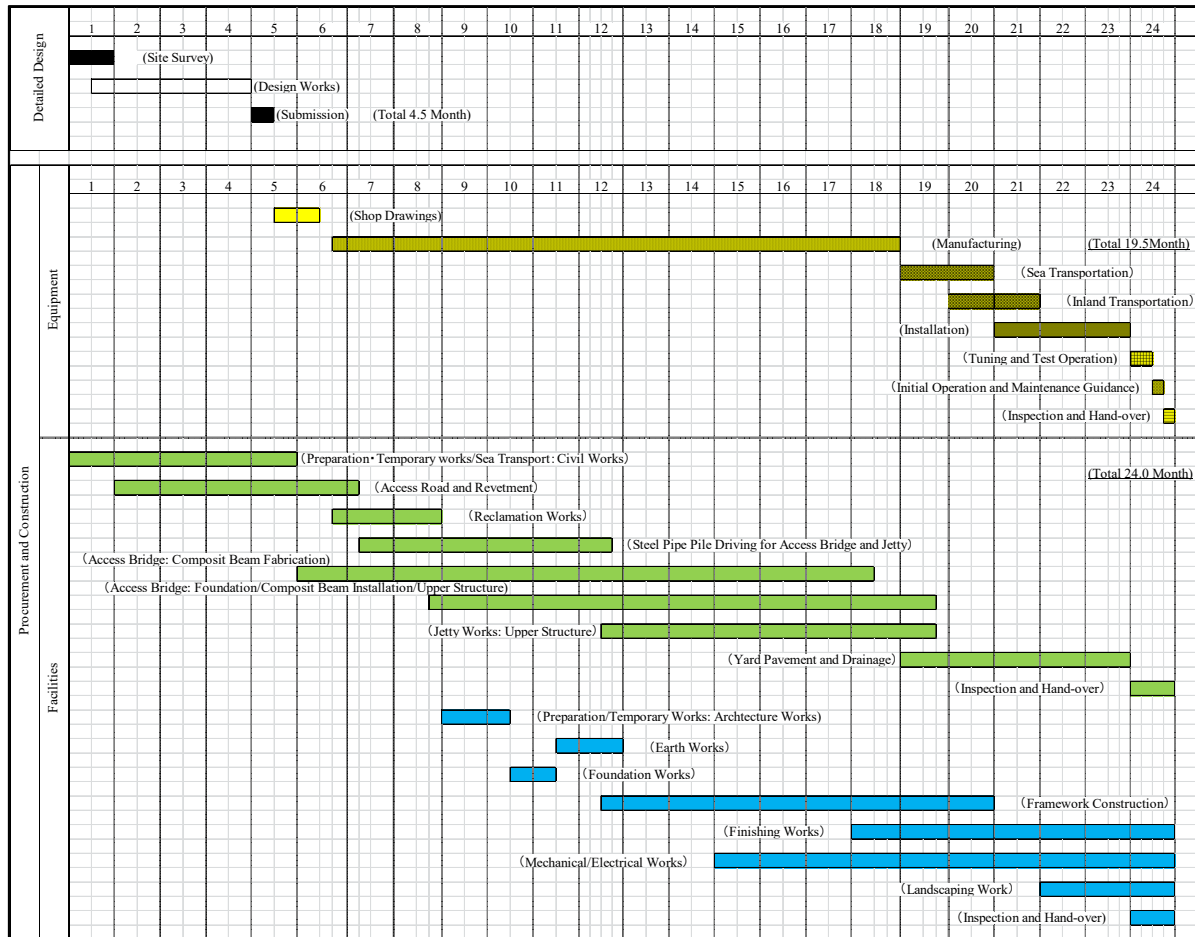 Detailed Design
1 2 3 4 5 6 7 8 9 10 11 12 13 14 15 16 17 18 19 20 21 22 23 24
(Site Survey)
(Design Works)
(Submission) (Total 4.5 Month)
Procurement and Construction
Equipment
1 2 3 4 5 6 7 8 9 10 11 12 13 14 15 16 17 18 19 20 21 22 23 24
(Shop Drawings)
(Manufacturing) (Total 19.5Month)
(Sea Transportation)
(Inland Transportation)
(Installation)
(Tuning and Test Operation)
(Initial Operation and Maintenance Guidance)
(Inspection and Hand-over)
Facilities
(Preparation・Temporary works/Sea Transport: Civil Works)
(Total 24.0 Month)
(Access Road and Revetment)
(Reclamation Works)
(Steel Pipe Pile Driving for Access Bridge and Jetty)
(Access Bridge: Composit Beam Fabrication)
(Access Bridge: Foundation/Composit Beam Installation/Upper Structure)
(Jetty Works: Upper Structure)
(Yard Pavement and Drainage)
(Inspection and Hand-over)
(Preparation/Temporary Works: Archtecture Works)
(Earth Works)
(Foundation Works)
(Framework Construction)
(Finishing Works)
(Mechanical/Electrical Works)
(Landscaping Work)
(Inspection and Hand-over)